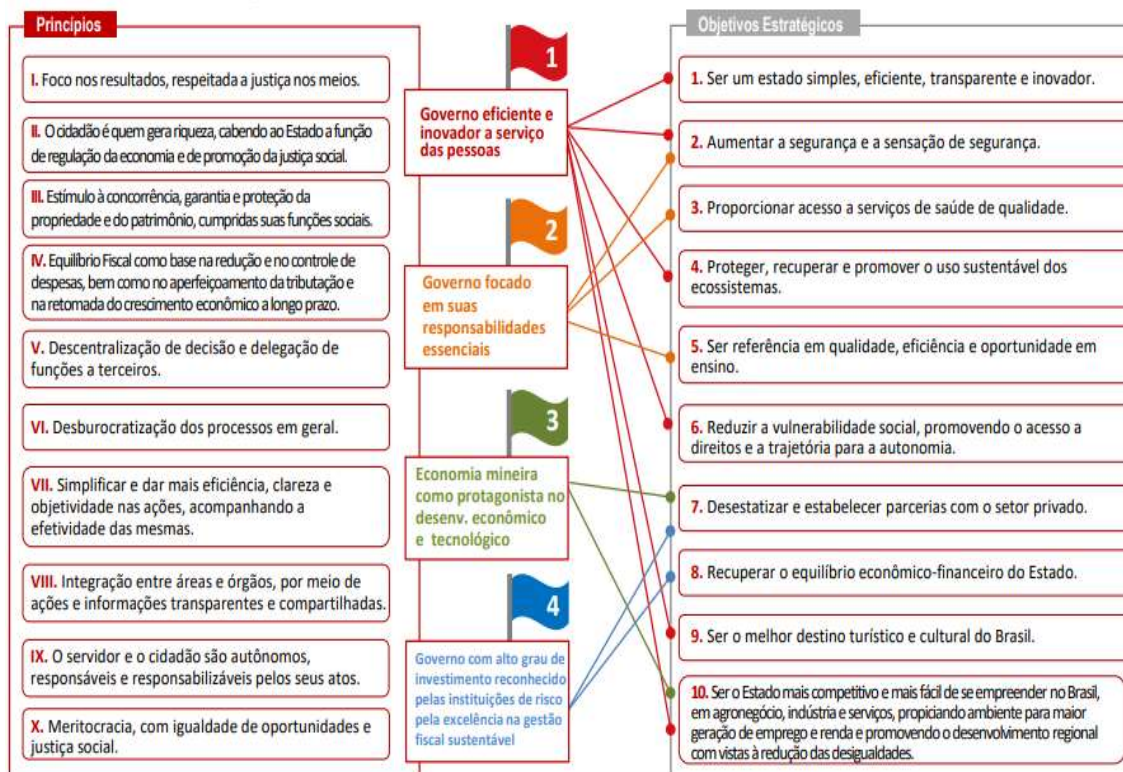 Princípios
I. Foco nos resultados, respeitada a justiça nos meios.
II. O cidadão é quem gera riqueza, cabendo ao Estado a função
de regulação da economia e de promoção da justiça social.
III. Estímulo à concorrência, garantia e proteção da
propriedade e do patrimônio, cumpridas suas funções sociais.
IV. Equilíbrio Fiscal como base na redução e no controle de
despesas, bem como no aperfeiçoamento da tributação e
na retomada do crescimento econômico a longo prazo.
V. Descentralização de decisão e delegação de
funções a terceiros.
VI. Desburocratização dos processos em geral.
VII. Simplificar e dar mais eficiência, clareza e
objetividade nas ações, acompanhando a
efetividade das mesmas.
VIII. Integração entre áreas e órgãos, por meio de
ações e informações transparentes e compartilhadas.
IX. O servidor e o cidadão são autônomos,
responsáveis e responsabilizáveis pelos seus atos.
X. Meritocracia, com igualdade de oportunidades e
justiça social.
1
Governo eficiente e
inovador a serviço
das pessoas
2
Governo focado
em suas
responsabilidades
essenciais
3
Economia mineira
como protagonista no
desenv. econômico
e tecnológico
4
Governo com alto grau de
investimento reconhecido
pelas instituições de risco
pela excelência na gestão
fiscal sustentável
Objetivos Estratégicos
1. Ser um estado simples, eficiente, transparente e inovador.
2. Aumentar a segurança e a sensação de segurança.
3. Proporcionar acesso a serviços de saúde de qualidade.
4. Proteger, recuperar e promover o uso sustentável dos
ecossistemas.
5. Ser referência em qualidade, eficiência e oportunidade em
ensino.
6. Reduzir a vulnerabilidade social, promovendo o acesso a
direitos e a trajetória para a autonomia.
7. Desestatizar e estabelecer parcerias com o setor privado.
8. Recuperar o equilíbrio econômico-financeiro do Estado.
9. Ser o melhor destino turístico e cultural do Brasil.
10. Ser o Estado mais competitivo e mais fácil de se empreender no Brasil,
em agronegócio, indústria e serviços, propiciando ambiente para maior
geração de emprego e renda e promovendo o desenvolvimento regional
com vistas à redução das desigualdades.